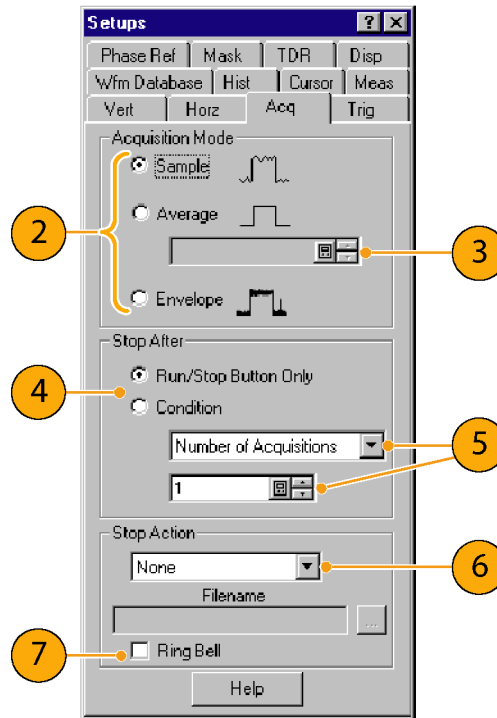 Setups
Phase Ref Mask TDR Disp
Wfm Database Hist Cursor Meas
Vert Horz Acq Trig
Acquisition Mode
Sample
2
Average
3
Envelope
Stop After
Run/Stop Button Only
4
Condition
Number of Acquisitions
5
1
Stop Action
None
6
Filename
...
7
Ring Bell
Help